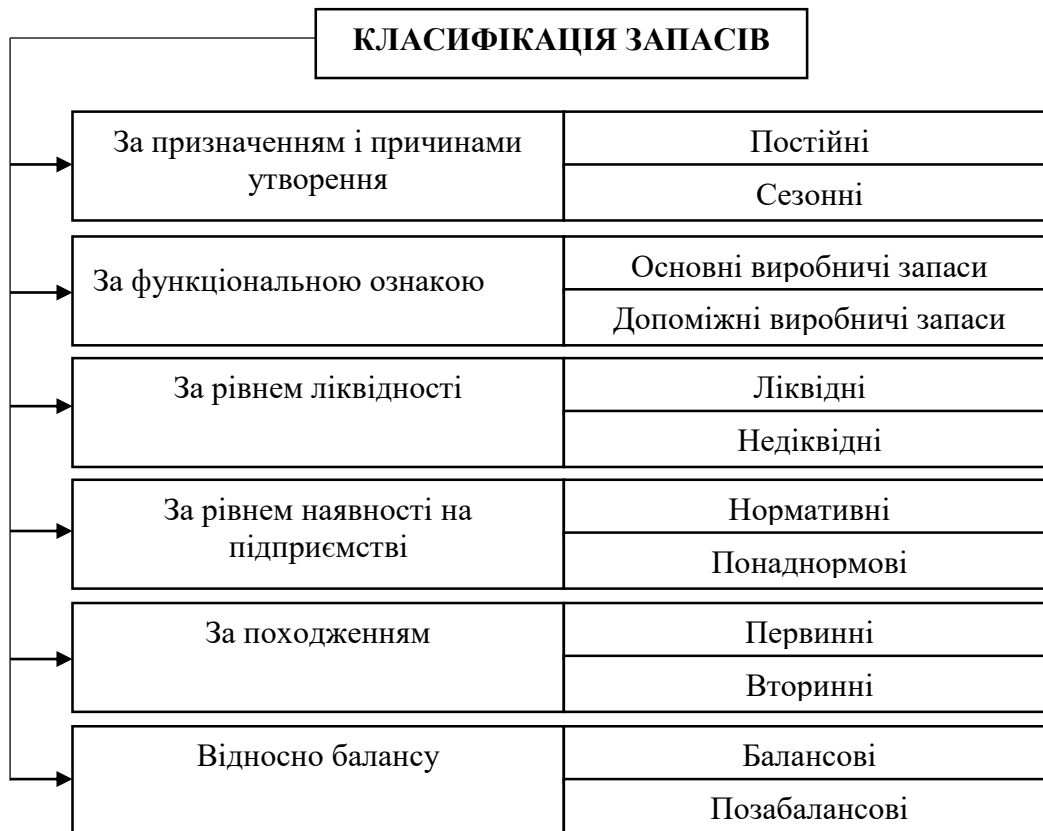 КЛАСИФІКАЦІЯ ЗАПАСІВ
За призначенням і причинами
утворення
Постійні
Сезонні
За функціональною ознакою
Основні виробничі запаси
Допоміжні виробничі запаси
За рівнем ліквідності
Ліквідні
Недіквідні
За рівнем наявності на
підприємстві
Нормативні
Понаднормові
За походженням
Первинні
Вторинні
Відносно балансу
Балансові
Позабалансові